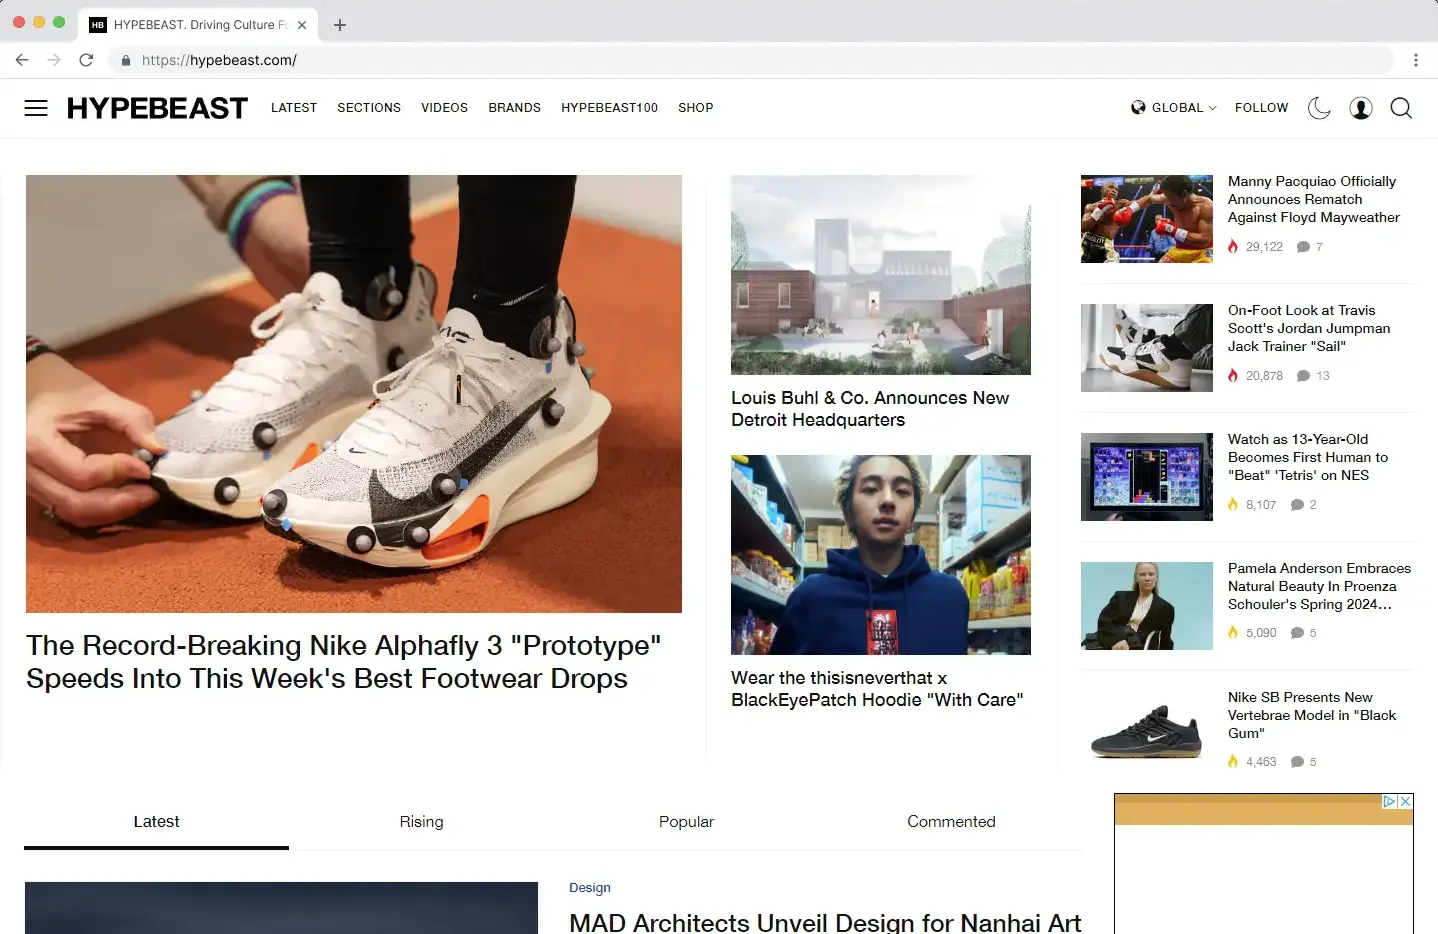 HB HYPEBEAST. Driving Culture F
https://hypebeast.com/
HYPEBEAST
LATEST
SECTIONS
VIDEOS
BRANDS
HYPEBEAST100
SHOP
GLOBAL
FOLLOW
The Record-Breaking Nike Alphafly 3 "Prototype"
Speeds Into This Week's Best Footwear Drops
Louis Buhl & Co. Announces New
Detroit Headquarters
Wear the thisisneverthat x
BlackEyePatch Hoodie "With Care"
Manny Pacquiao Officially
Announces Rematch
Against Floyd Mayweather
29,122 7
On-Foot Look at Travis
Scott's Jordan Jumpman
Jack Trainer "Sail"
20,878 13
Watch as 13-Year-Old
Becomes First Human to
"Beat" 'Tetris' on NES
8,107 2
Pamela Anderson Embraces
Natural Beauty In Proenza
Schouler's Spring 2024...
5,090 5
Nike SB Presents New
Vertebrae Model in "Black
Gum"
4,463 5
Latest
Rising
Popular
Commented
Design
MAD Architects Unveil Design for Nanhai Art